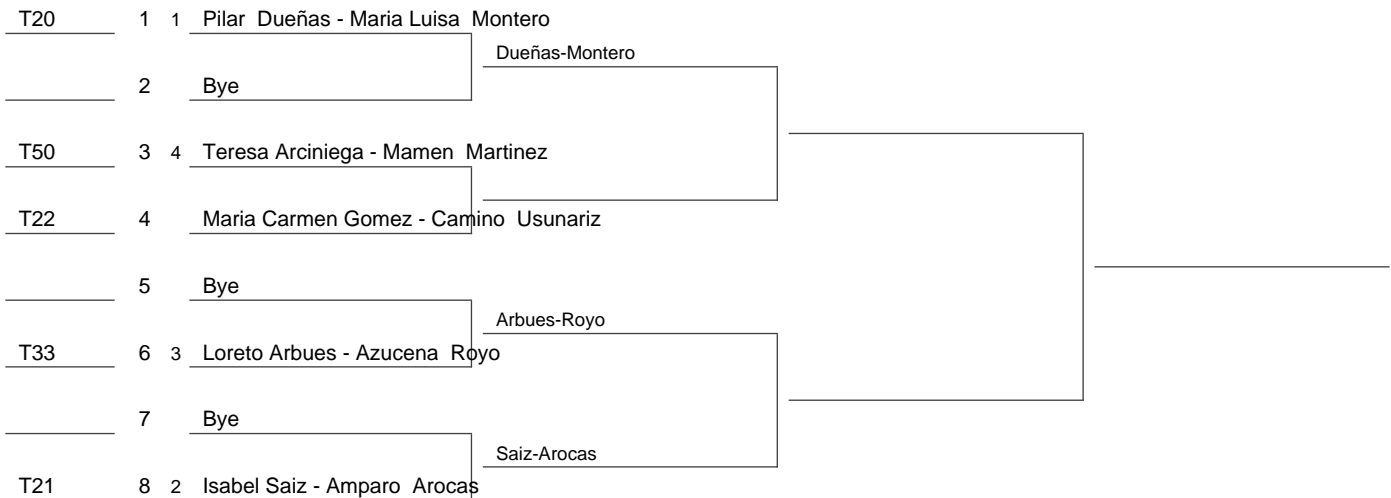 T20 1 1 Pilar Dueñas - Maria Luisa Montero
Dueñas-Montero
2 Bye
T50 3 4 Teresa Arciniega - Mamen Martinez
T22 4 Maria Carmen Gomez - Camino Usunariz
5 Bye
Arbues-Royo
T33 6 3 Loreto Arbues - Azucena Royo
7 Bye
Saiz-Arocas
T21 8 2 Isabel Saiz - Amparo Arocas